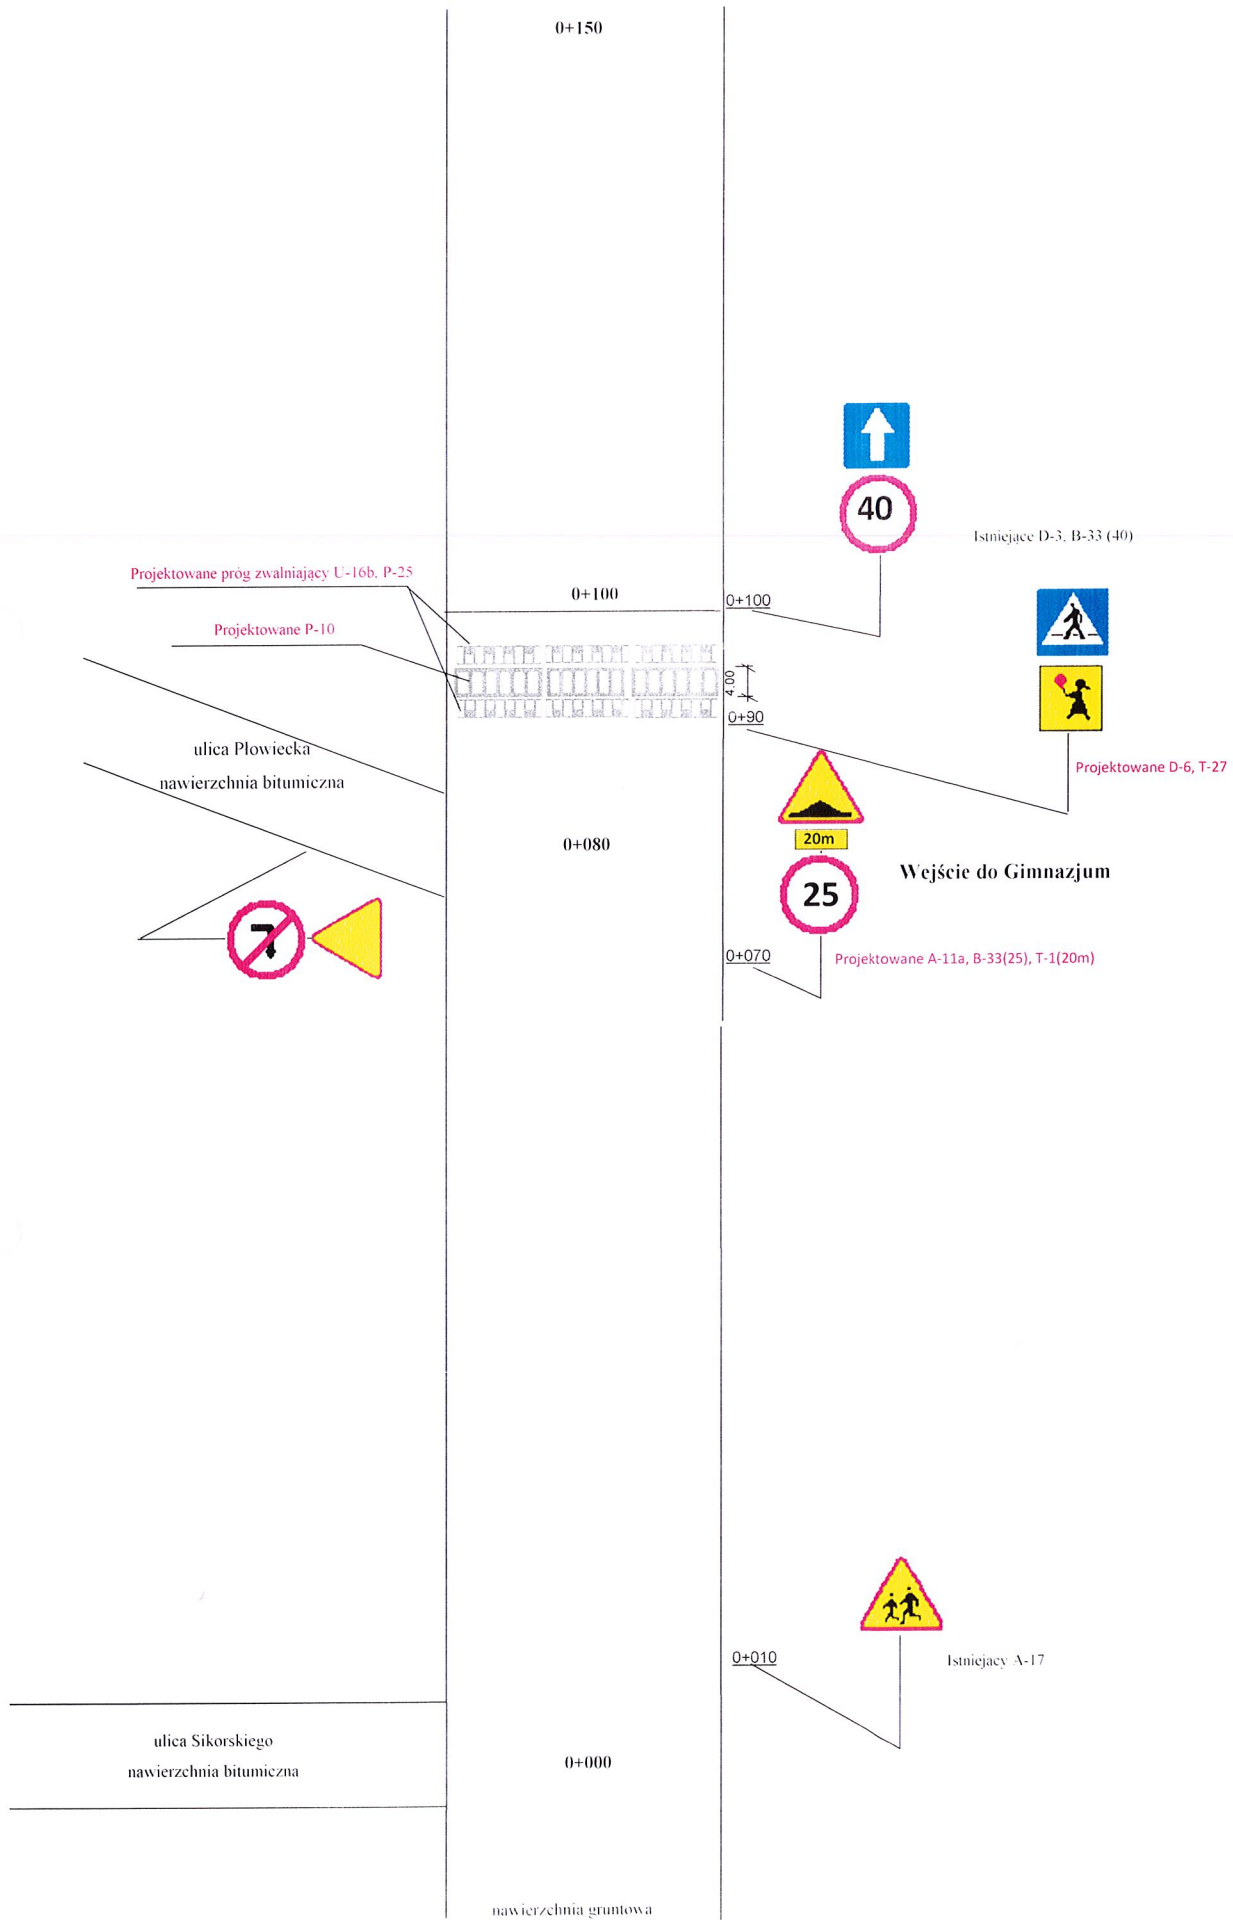 0+150
40
Istniejące D-3, B-33 (40)
Projektowane próg zwalniający U-16b, P-25
0+100
0+100
Projektowane P-10
4.00
0+90
ulica Płowiecka
nawierzchnia bitumiczna
Projektowane D-6, T-27
20m
0+080
Wejście do Gimnazjum
25
0+070
Projektowane A-11a, B-33(25), T-1(20m)
0+010
Istniejacy A-17
ulica Sikorskiego
nawierzchnia bitumiczna
0+000
nawierzchnia gruntowa